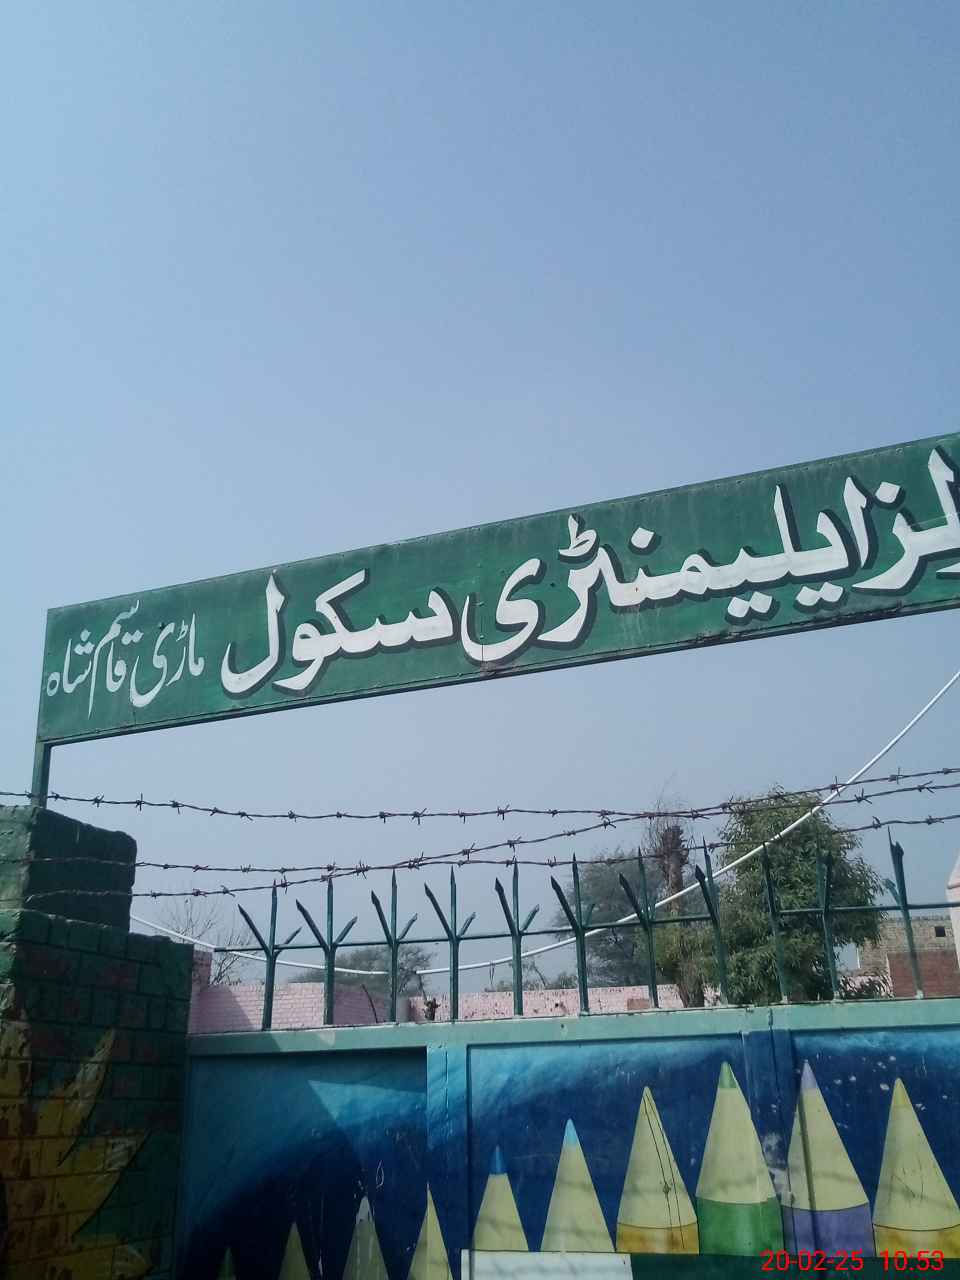 لز ایلیمنٹری سکول ماڑی قاسم شاہ
20-02-25 10.53